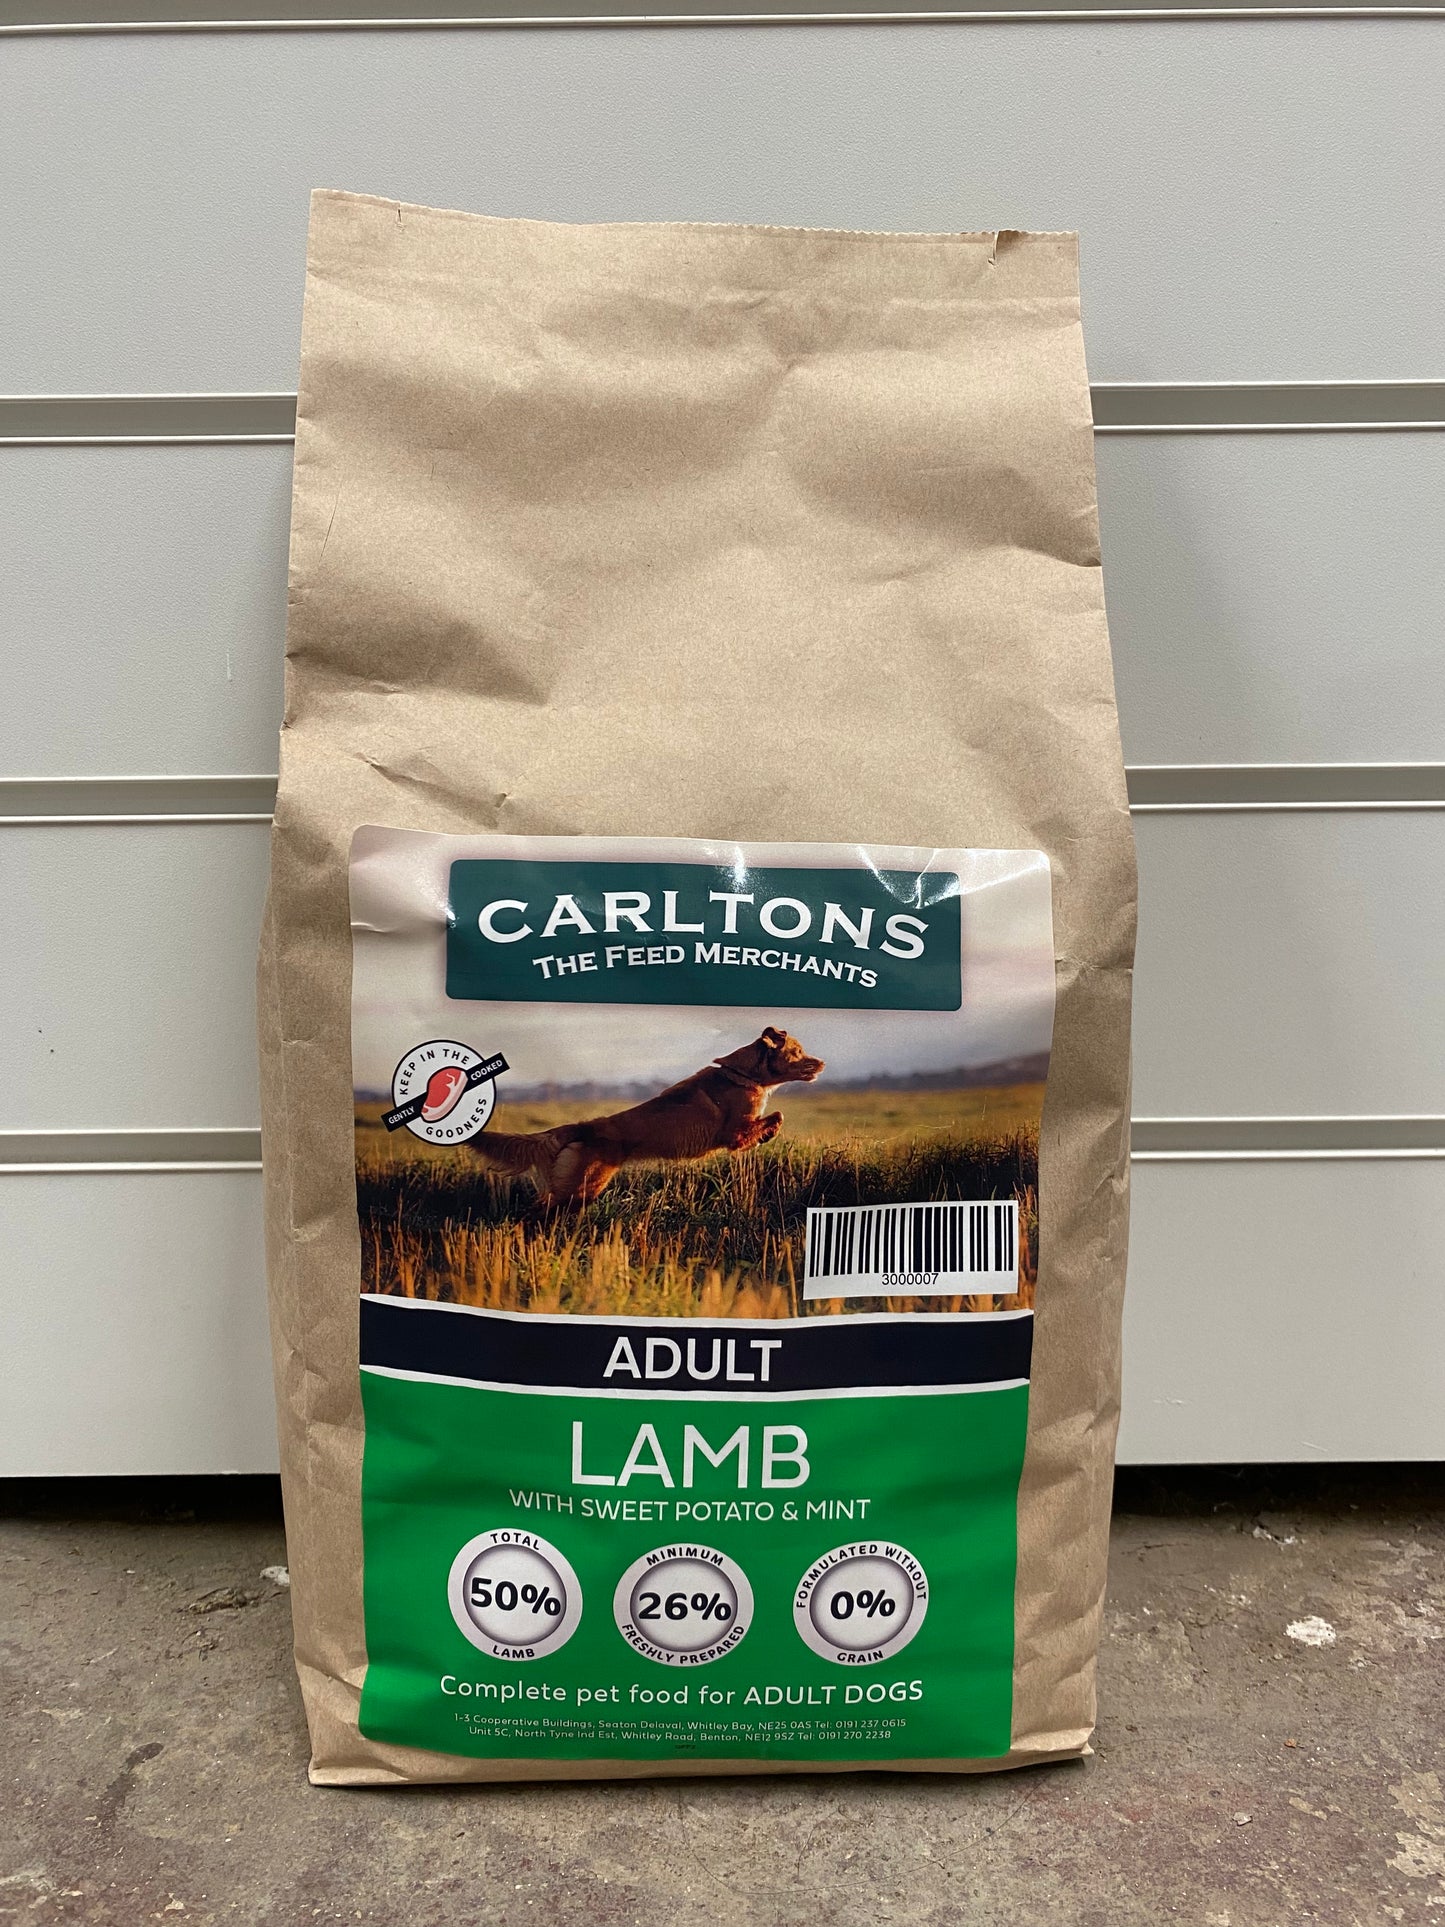 CARLTONS
THE FEED MERCHANTS
KEEP IN THE
GENTLY COOKED
GOODNESS
3000007
ADULT
LAMB
WITH SWEET POTATO & MINT
TOTAL
50%
LAMB
MINIMUM
26%
FRESHLY PREPARED
FORMULATED WITHOUT
0%
GRAIN
Complete pet food for ADULT DOGS
1-3 Cooperative Buildings, Seaton Delaval, Whitley Bay, NE25 0AS Tel: 0191 237 0615
Unit 5C, North Tyne Ind Est, Whitley Road, Benton, NE12 9SZ Tel: 0191 270 2238